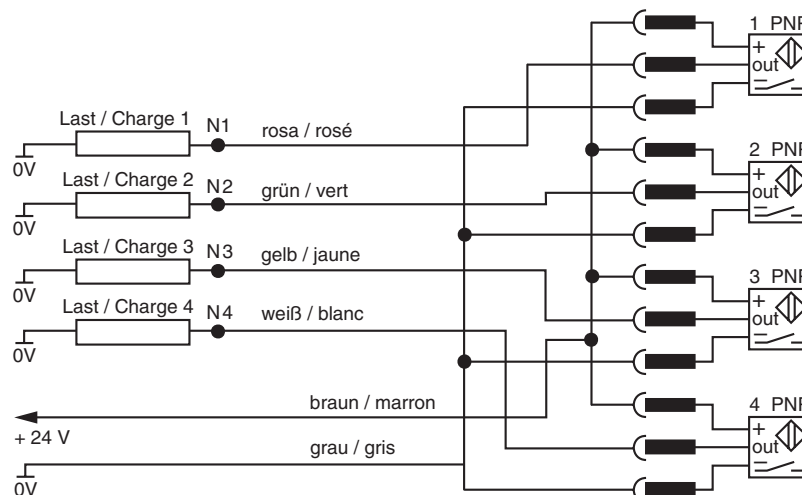 1 PNP
+
out
−
Last / Charge 1
N1
rosa / rosé
0V
2 PNP
+
out
−
Last / Charge 2
N2
grün / vert
0V
Last / Charge 3
N3
gelb / jaune
0V
3 PNP
+
out
−
Last / Charge 4
N4
weiß / blanc
0V
braun / marron
+ 24 V
4 PNP
+
out
−
grau / gris
0V